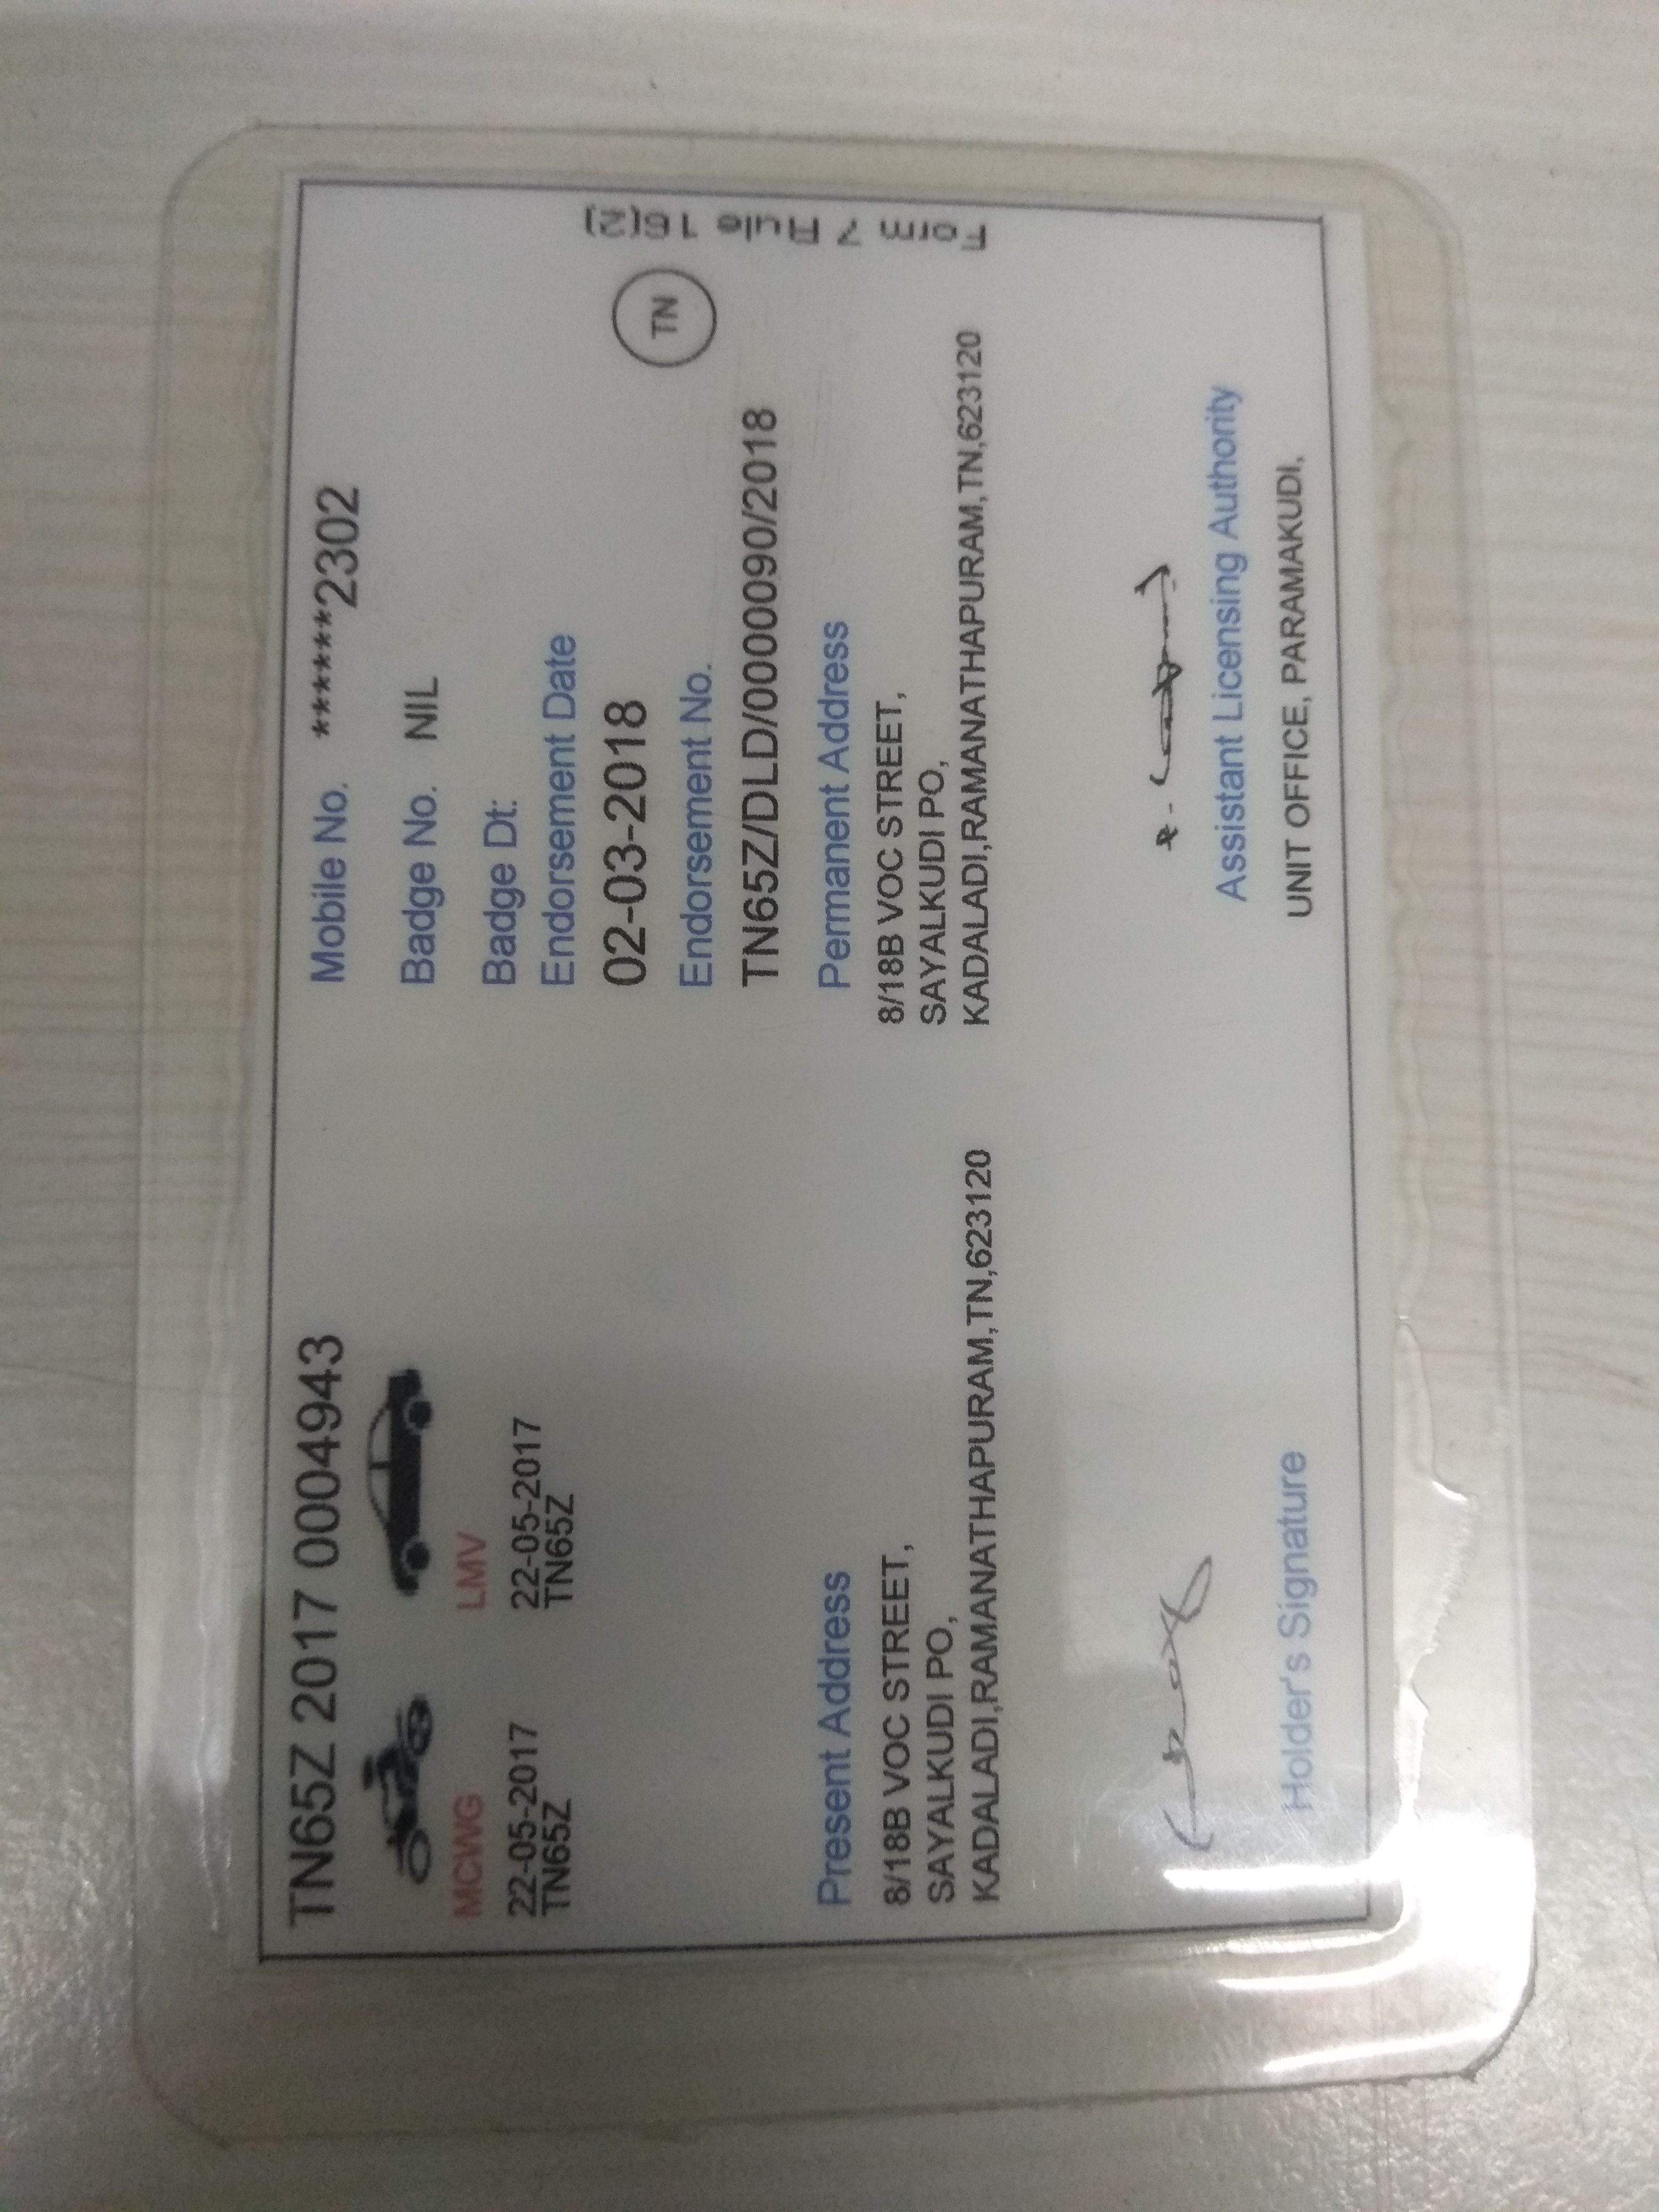 TN65Z 2017 0004943
MCWG
22-05-2017
TN65Z
LMV
22-05-2017
TN65Z
Mobile No. ******2302
Badge No. NIL
Badge Dt:
Endorsement Date
02-03-2018
Endorsement No.
TN65Z/DLD/0000090/2018
TN
Form 7 Rule 16(2)
Present Address
8/18B VOC STREET,
SAYALKUDI PO,
KADALADI,RAMANATHAPURAM,TN,623120
Permanent Address
8/18B VOC STREET,
SAYALKUDI PO,
KADALADI,RAMANATHAPURAM,TN,623120
Holder's Signature
Assistant Licensing Authority
UNIT OFFICE, PARAMAKUDI,